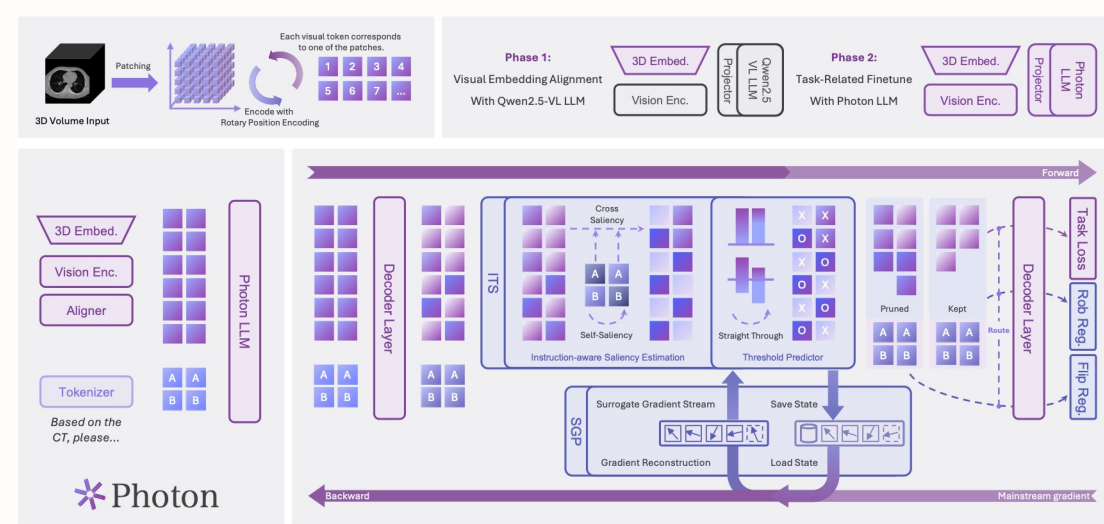 Each visual token corresponds
to one of the patches.
Patching
1 2 3 4
5 6 7 ...
Encode with
Rotary Position Encoding
3D Volume Input
Phase 1:
Visual Embedding Alignment
With Qwen2.5-VL LLM
3D Embed.
Vision Enc.
Projector
Qwen2.5
VL LLM
Phase 2:
Task-Related Finetune
With Photon LLM
3D Embed.
Vision Enc.
Projector
Photon
LLM
3D Embed.
Vision Enc.
Aligner
Tokenizer
Based on the
CT, please...
A A
B B
Photon LLM
Photon
Forward
A A
B B
Decoder Layer
A A
B B
ITS
Cross
Saliency
A A
B B
Self-Saliency
Instruction-aware Saliency Estimation
Straight Through
Threshold Predictor
X X
O X
X O
O X
X O
O X
Pruned
A A
B B
Kept
A A
B B
Route
Decoder Layer
Task Loss
Rob Reg.
Flip Reg.
SGP
Surrogate Gradient Stream
Save State
Gradient Reconstruction
Load State
Backward
Mainstream gradient